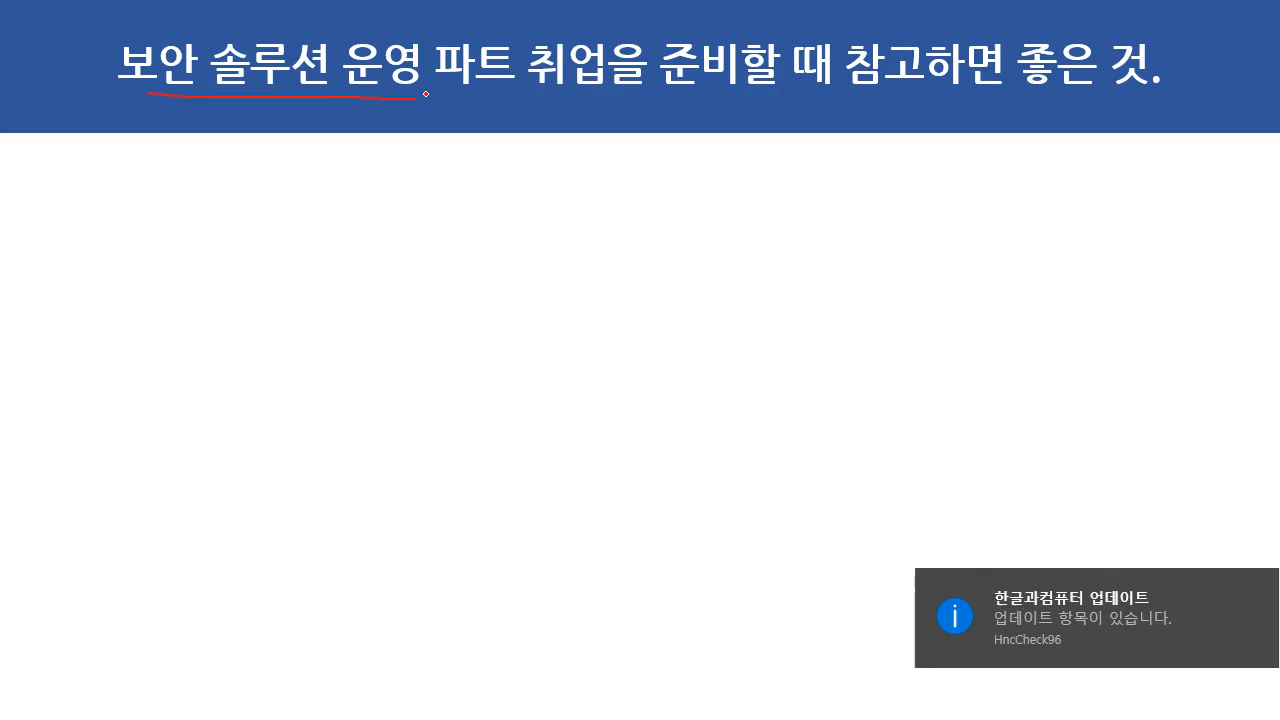 보안 솔루션 운영 파트 취업을 준비할 때 참고하면 좋은 것.
한글과컴퓨터 업데이트
업데이트 항목이 있습니다.
HncCheck96